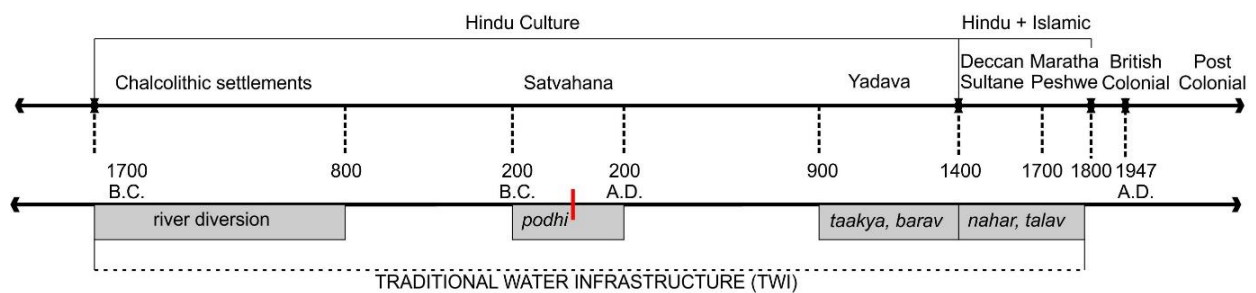 Hindu Culture
Hindu + Islamic
Chalcolithic settlements
Satvahana
Yadava
Deccan
Sultane
Maratha
Peshwe
British
Colonial
Post
Colonial
1700
B.C.
800
200
B.C.
200
A.D.
900
1400
1700
1800
1947
A.D.
river diversion
podhi
taakya, barav
nahar, talav
TRADITIONAL WATER INFRASTRUCTURE (TWI)